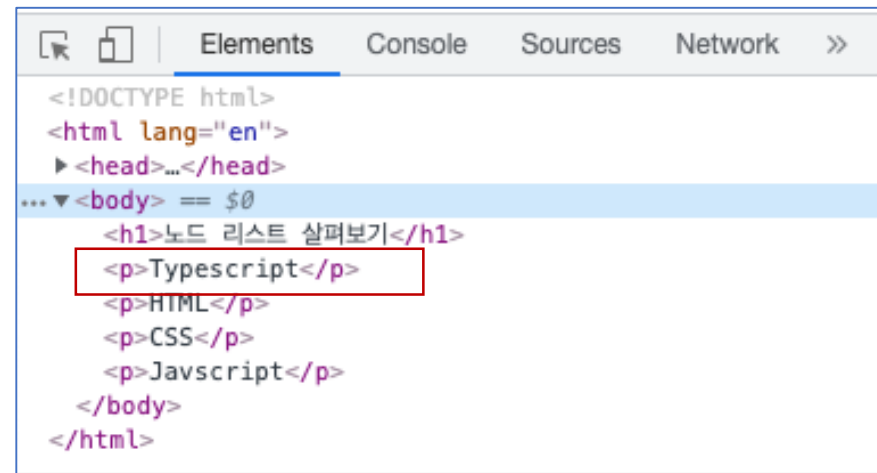 Elements Console Sources Network »
<!DOCTYPE html>
<html lang="en">
▶<head>…</head>
…▼<body> == $0
<h1>노드 리스트 살펴보기</h1>
<p>Typescript</p>
<p>HTML</p>
<p>CSS</p>
<p>Javscript</p>
</body>
</html>